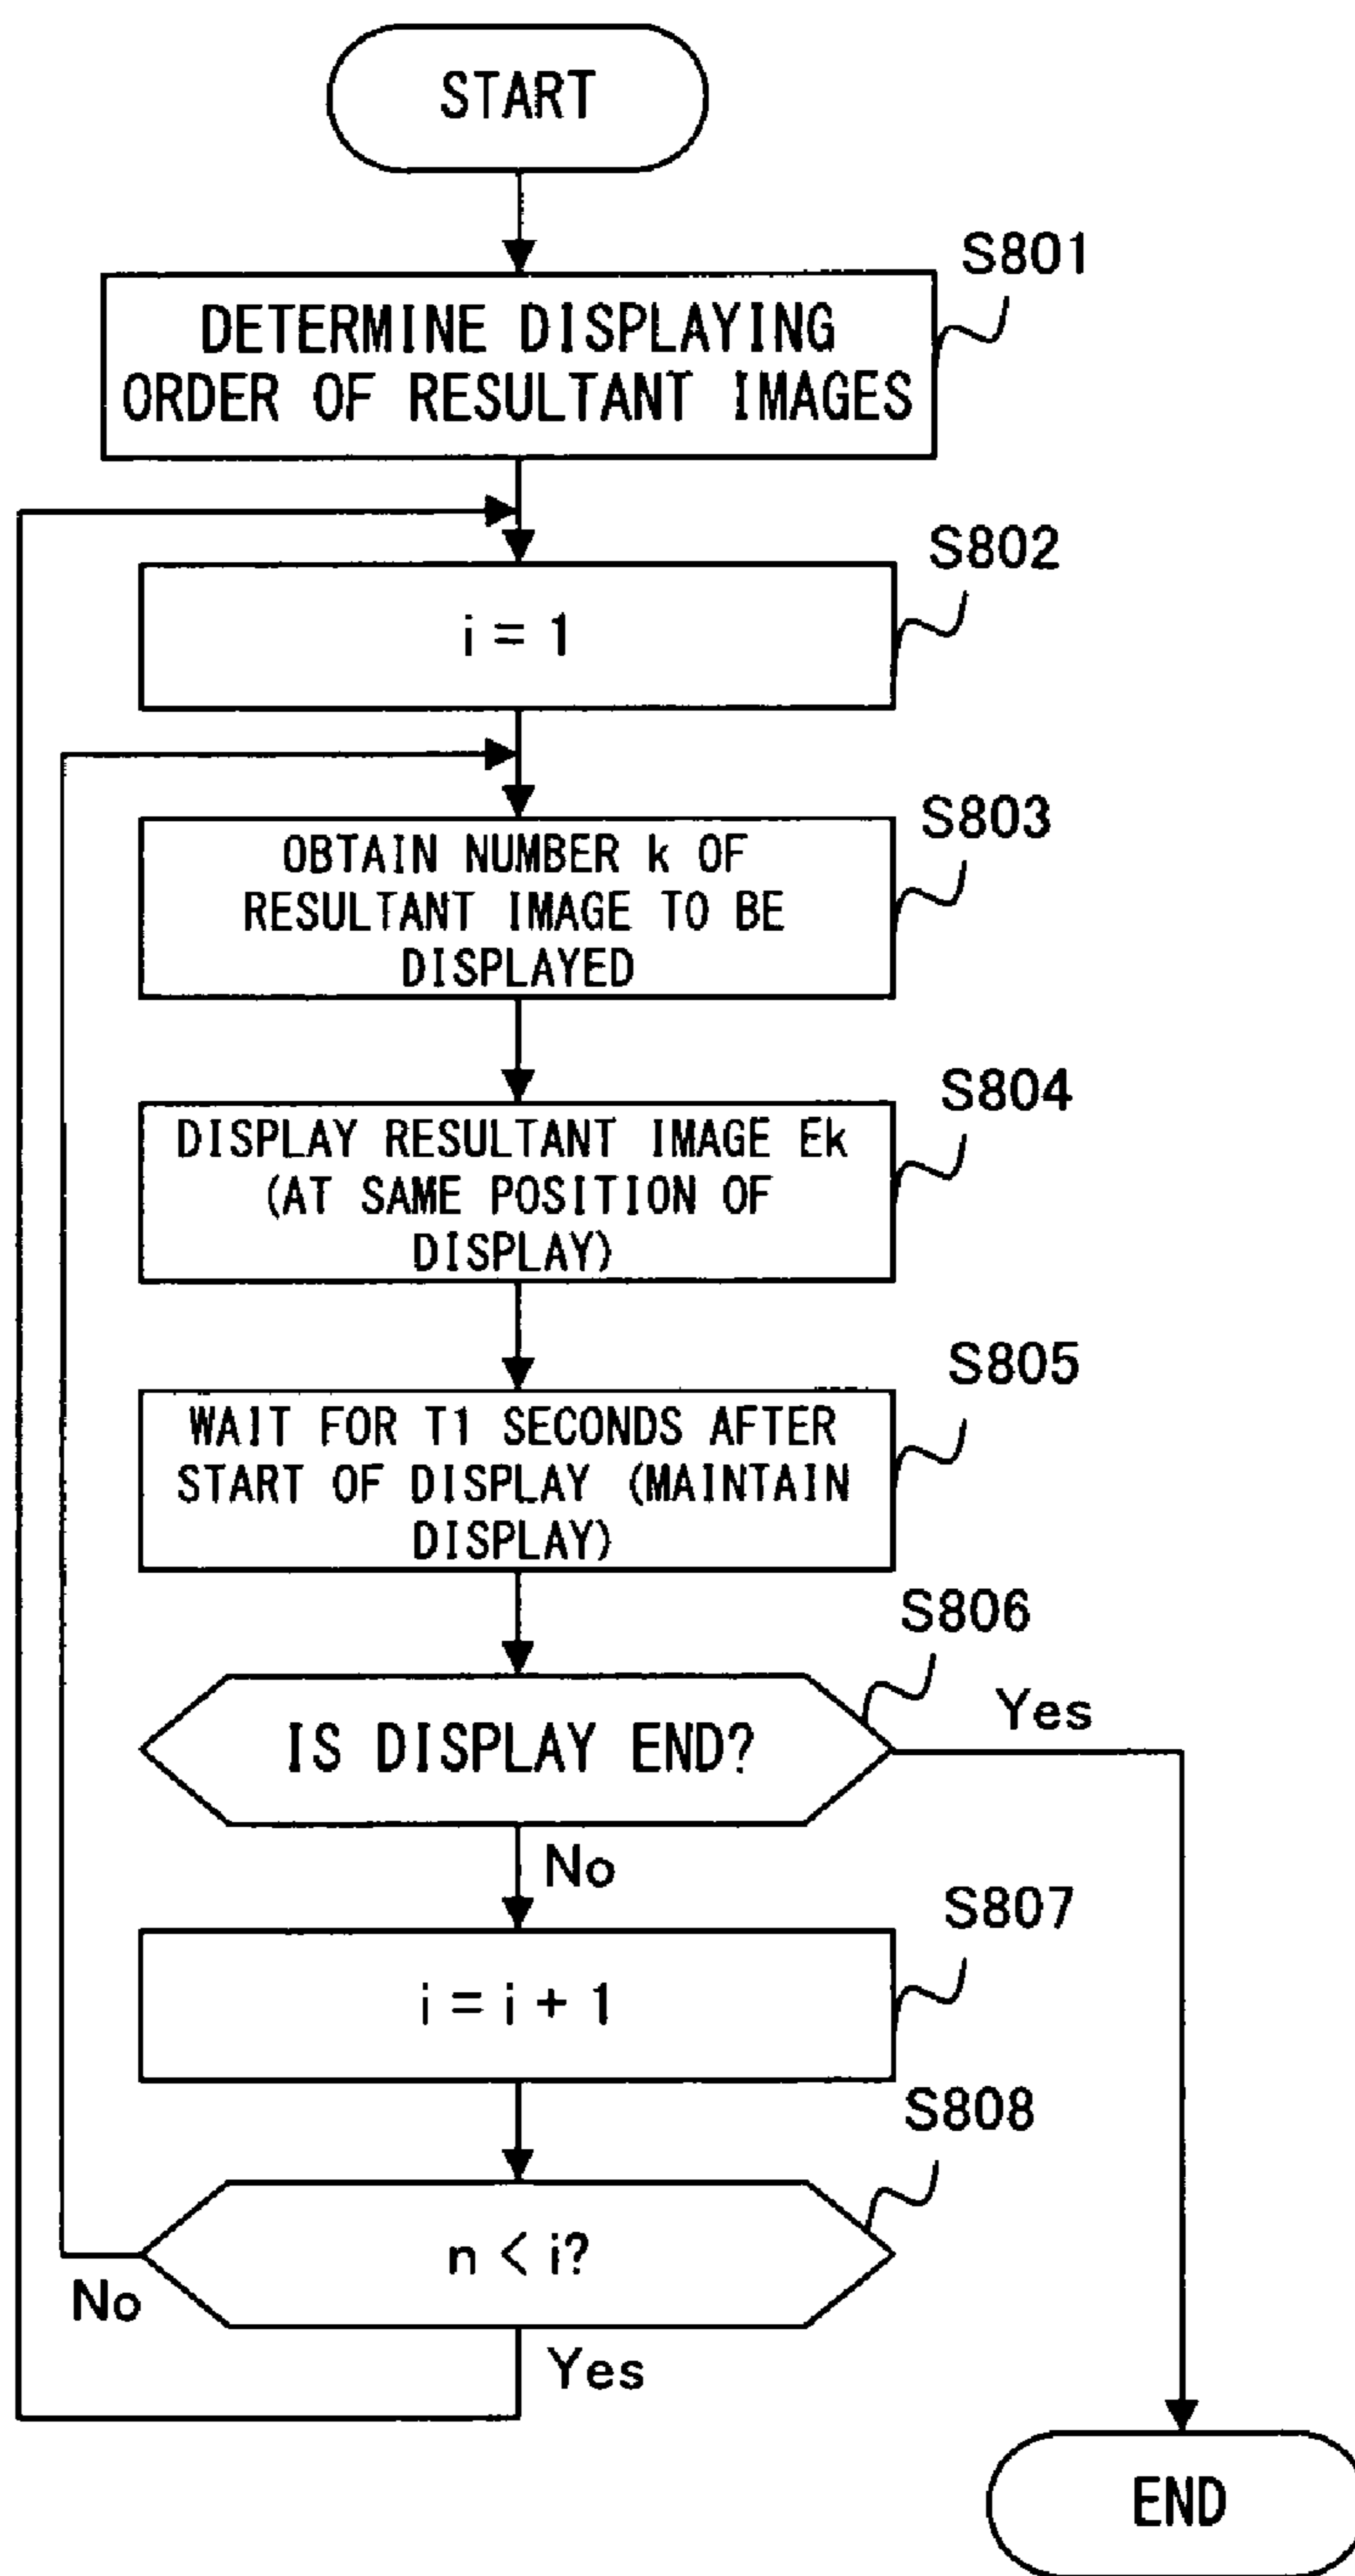 START
S801
DETERMINE DISPLAYING
ORDER OF RESULTANT IMAGES
S802
i = 1
S803
OBTAIN NUMBER k OF
RESULTANT IMAGE TO BE
DISPLAYED
S804
DISPLAY RESULTANT IMAGE Ek
(AT SAME POSITION OF
DISPLAY)
S805
WAIT FOR T1 SECONDS AFTER
START OF DISPLAY (MAINTAIN
DISPLAY)
S806
IS DISPLAY END?
Yes
No
S807
i = i + 1
S808
n < i?
No
Yes
END